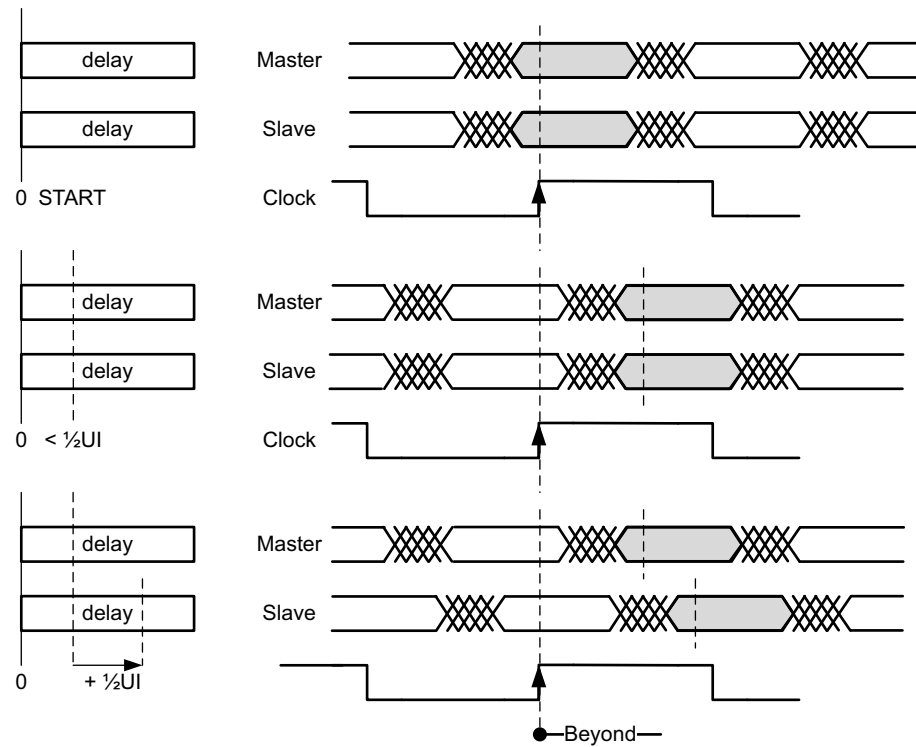 delay Master
delay Slave
0 START Clock
delay Master
delay Slave
0 < ½UI Clock
delay Master
delay Slave
0 + ½UI
Beyond